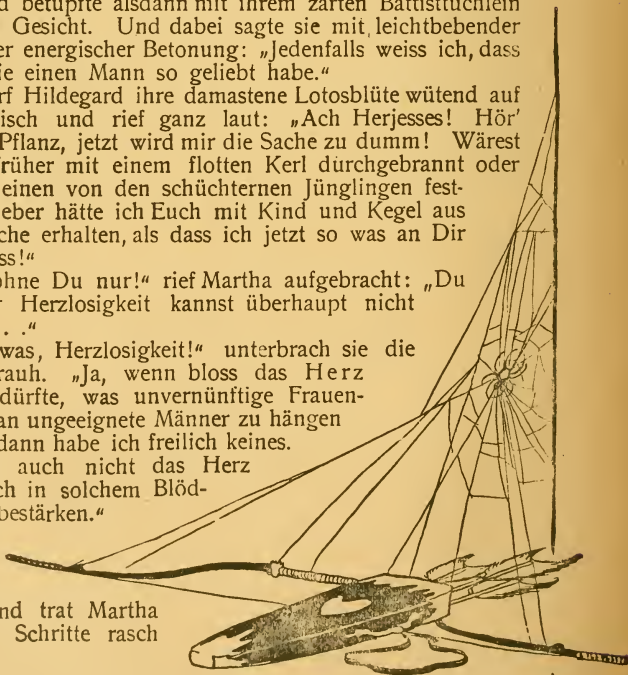 betupfte alsdann mit ihrem zarten Battisttüchlein
Gesicht. Und dabei sagte sie mit leichtbebender
er energischer Betonung: „Jedenfalls weiss ich, dass
ie einen Mann so geliebt habe.“
rf Hildegard ihre damastene Lotosblüte wütend auf
isch und rief ganz laut: „Ach Herjesses! Hör'
Pflanz, jetzt wird mir die Sache zu dumm! Wärest
früher mit einem flotten Kerl durchgebrannt oder
einen von den schüchternen Jünglingen fest-
eber hätte ich Euch mit Kind und Kegel aus
che erhalten, als dass ich jetzt so was an Dir
ss!“
ohne Du nur!“ rief Martha aufgebracht: „Du
r Herzlosigkeit kannst überhaupt nicht
. .“
was, Herzlosigkeit!“ unterbrach sie die
rauh. „Ja, wenn bloss das Herz
dürfte, was unvernünftige Frauen-
an ungeeignete Männer zu hängen
dann habe ich freilich keines.
auch nicht das Herz
ch in solchem Blöd-
bestärken.“
nd trat Martha
Schritte rasch